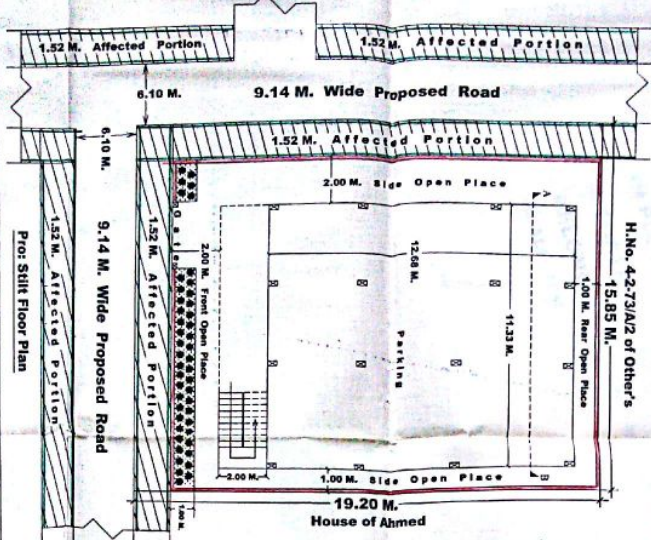 1.52 M. Affected Portion
1.52 M. Affected Portion
6.10 M.
9.14 M. Wide Proposed Road
1.52 M. Affected Portion
6.10 M.
9.14 M. Wide Proposed Road
1.52 M. Affected Portion
1.52 M. Affected Portion
Pro: Stilt Floor Plan
Gate
2.00 M. Side Open Place
2.00 M. Front Open Place
12.68 M.
11.33 M.
Parking
A
B
1.00 M. Rear Open Place
15.85 M.
H.No. 4-2-73/A/2 of Other's
2.00 M.
1.00 M. Side Open Place
1.00 M.
19.20 M.
House of Ahmed